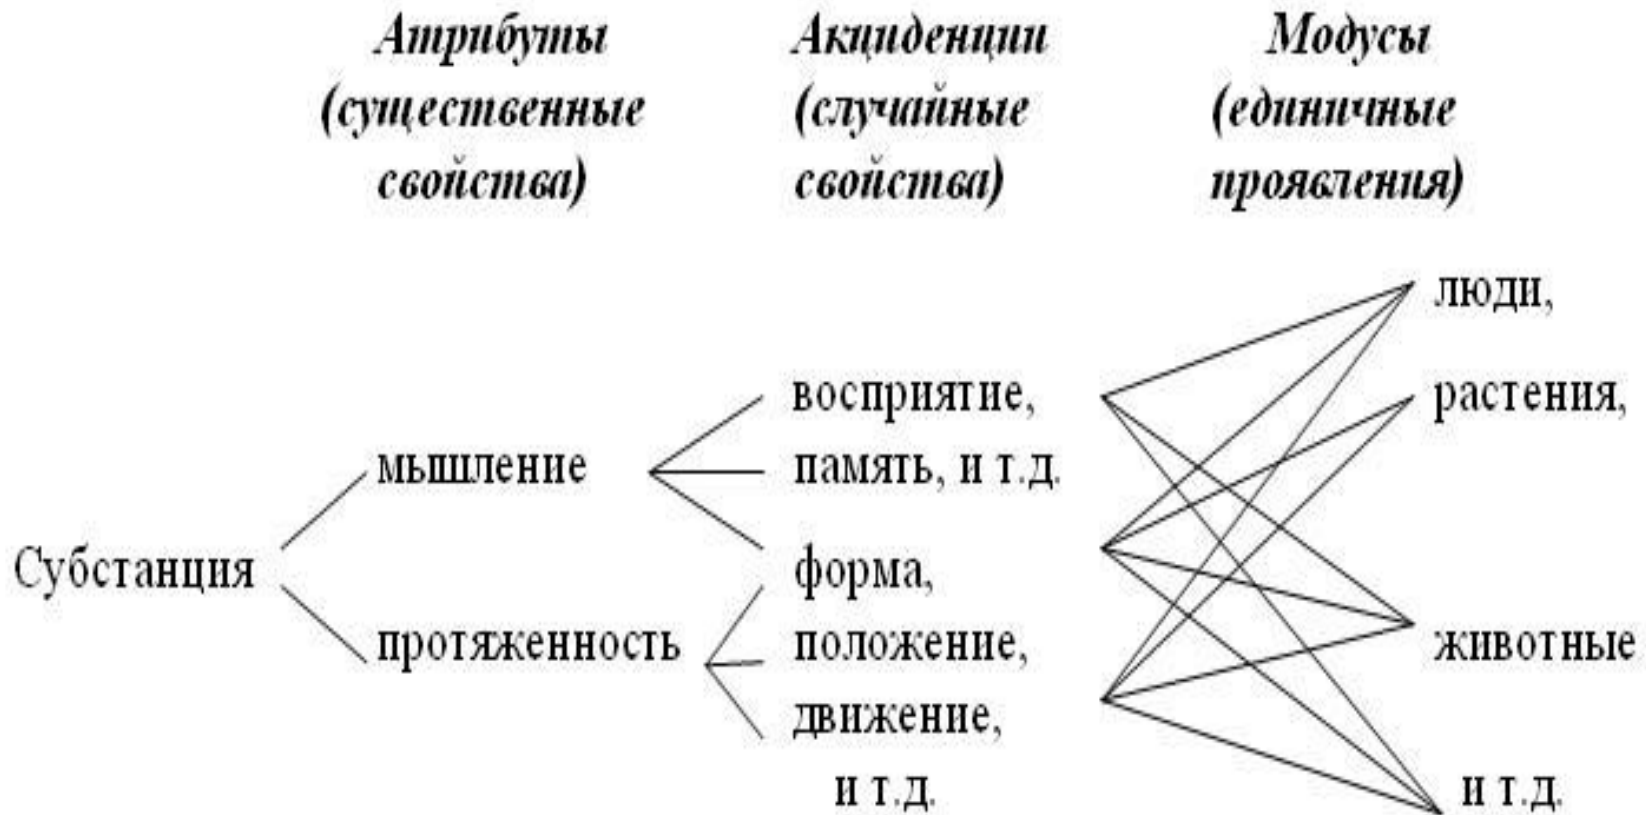 Атрибуты
(существенные
свойства)
Акциденции
(случайные
свойства)
Модусы
(единичные
проявления)
Субстанция
мышление
протяженность
восприятие,
память, и т.д.
форма,
положение,
движение,
и т.д.
люди,
растения,
животные
и т.д.